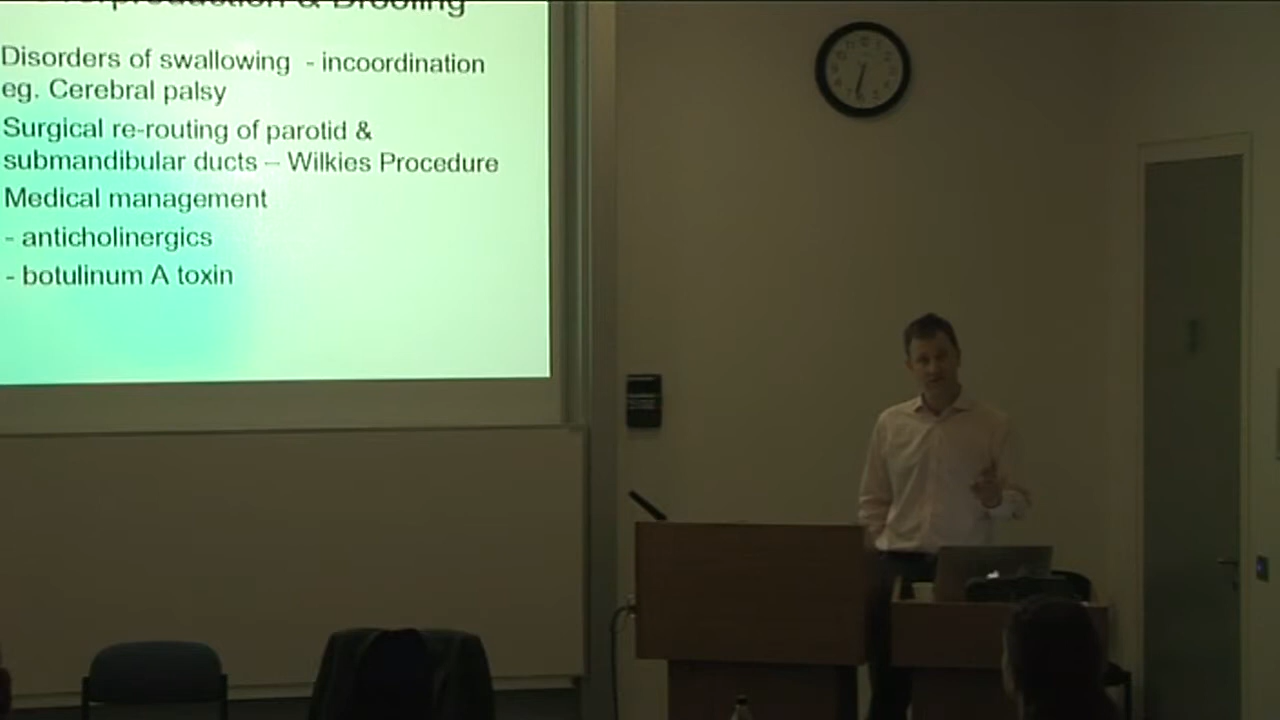 & Drooling
Disorders of swallowing - incoordination
eg. Cerebral palsy
Surgical re-routing of parotid &
submandibular ducts – Wilkies Procedure
Medical management
- anticholinergics
- botulinum A toxin